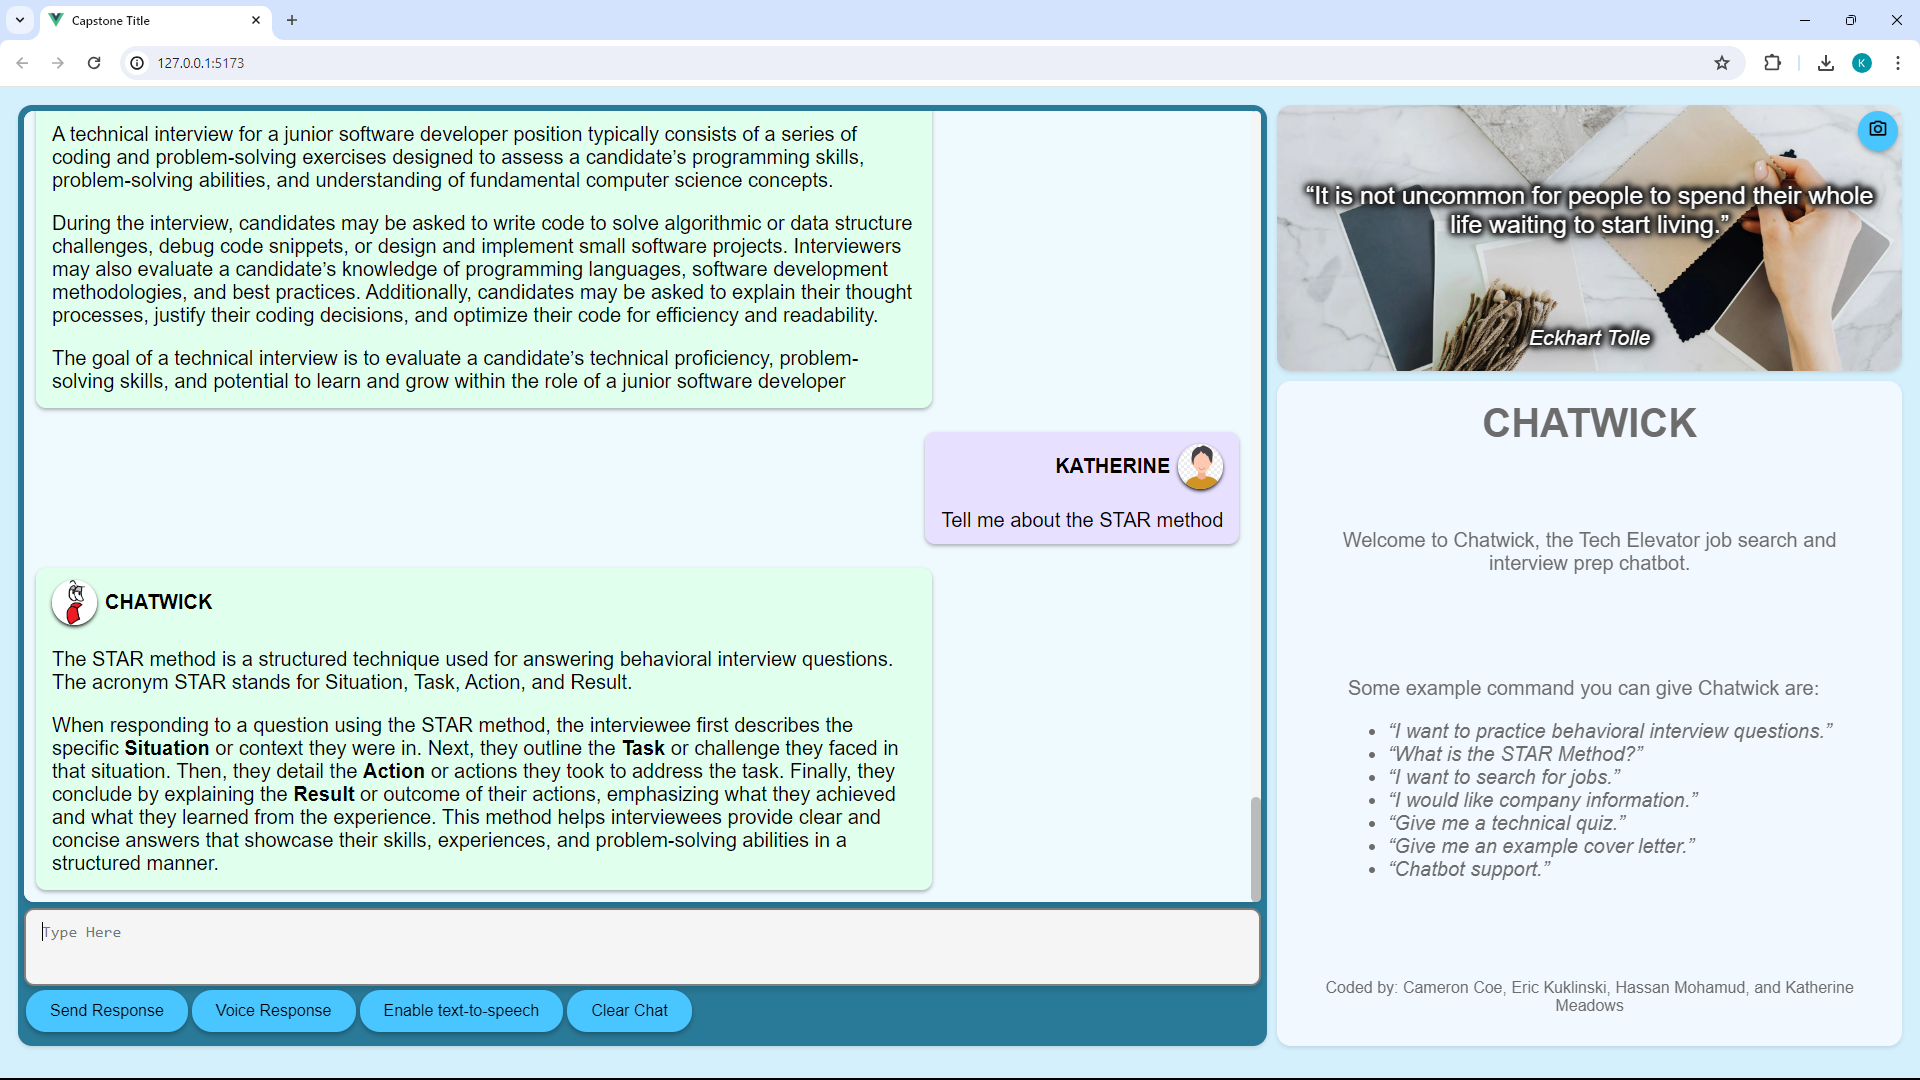 Capstone Title
127.0.0.1:5173
K
A technical interview for a junior software developer position typically consists of a series of
coding and problem-solving exercises designed to assess a candidate’s programming skills,
problem-solving abilities, and understanding of fundamental computer science concepts.
During the interview, candidates may be asked to write code to solve algorithmic or data structure
challenges, debug code snippets, or design and implement small software projects. Interviewers
may also evaluate a candidate’s knowledge of programming languages, software development
methodologies, and best practices. Additionally, candidates may be asked to explain their thought
processes, justify their coding decisions, and optimize their code for efficiency and readability.
The goal of a technical interview is to evaluate a candidate’s technical proficiency, problem-
solving skills, and potential to learn and grow within the role of a junior software developer
KATHERINE
Tell me about the STAR method
CHATWICK
The STAR method is a structured technique used for answering behavioral interview questions.
The acronym STAR stands for Situation, Task, Action, and Result.
When responding to a question using the STAR method, the interviewee first describes the
specific Situation or context they were in. Next, they outline the Task or challenge they faced in
that situation. Then, they detail the Action or actions they took to address the task. Finally, they
conclude by explaining the Result or outcome of their actions, emphasizing what they achieved
and what they learned from the experience. This method helps interviewees provide clear and
concise answers that showcase their skills, experiences, and problem-solving abilities in a
structured manner.
Type Here
Send Response
Voice Response
Enable text-to-speech
Clear Chat
“It is not uncommon for people to spend their whole
life waiting to start living.”
Eckhart Tolle
CHATWICK
Welcome to Chatwick, the Tech Elevator job search and
interview prep chatbot.
Some example command you can give Chatwick are:
• “I want to practice behavioral interview questions.”
• “What is the STAR Method?”
• “I want to search for jobs.”
• “I would like company information.”
• “Give me a technical quiz.”
• “Give me an example cover letter.”
• “Chatbot support.”
Coded by: Cameron Coe, Eric Kuklinski, Hassan Mohamud, and Katherine
Meadows